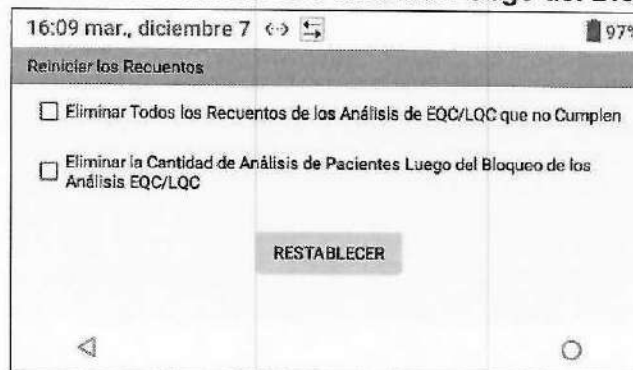 16:09 mar., diciembre 7
97%
Reiniciar los Recuentos
Eliminar Todos los Recuentos de los Análisis de EQC/LQC que no Cumplen
Eliminar la Cantidad de Análisis de Pacientes Luego del Bloqueo de los
Análisis EQC/LQC
RESTABLECER